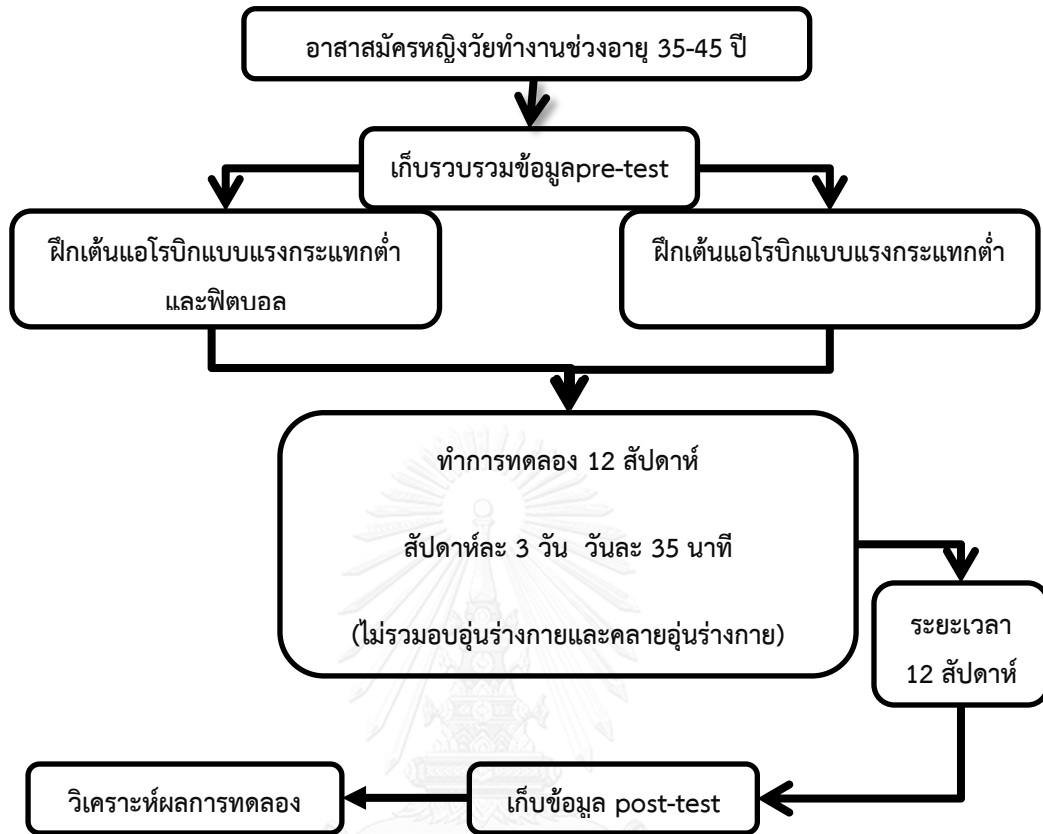 อาสาสมัครหญิงวัยทำงานช่วงอายุ 35-45 ปี
เก็บรวบรวมข้อมูลpre-test
ฝึกเต้นแอโรบิกแบบแรงกระแทกต่ำ
และฟิตบอล
ฝึกเต้นแอโรบิกแบบแรงกระแทกต่ำ
ทำการทดลอง 12 สัปดาห์
สัปดาห์ละ 3 วัน วันละ 35 นาที
(ไม่รวมอบอุ่นร่างกายและคลายอุ่นร่างกาย)
ระยะเวลา
12 สัปดาห์
เก็บข้อมูล post-test
วิเคราะห์ผลการทดลอง